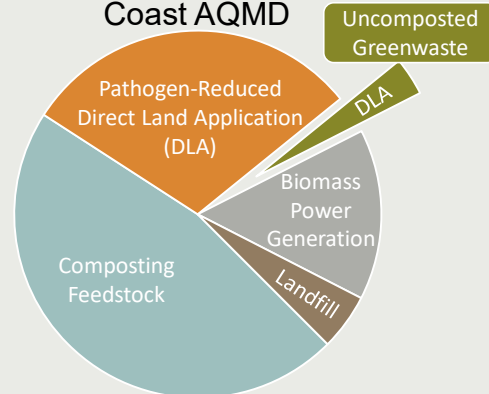 Coast AQMD
Uncomposted
Greenwaste
Pathogen-Reduced
Direct Land Application
(DLA)
DLA
Biomass
Power
Generation
Landfill
Composting
Feedstock